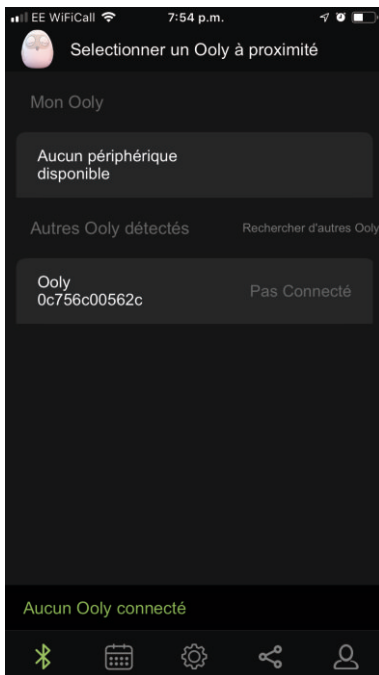 EE WiFiCall 7:54 p.m.
Selectionner un Ooly à proximité
Mon Ooly
Aucun périphérique
disponible
Autres Ooly détectés Rechercher d'autres Ooly
Ooly
0c756c00562c Pas Connecté
Aucun Ooly connecté